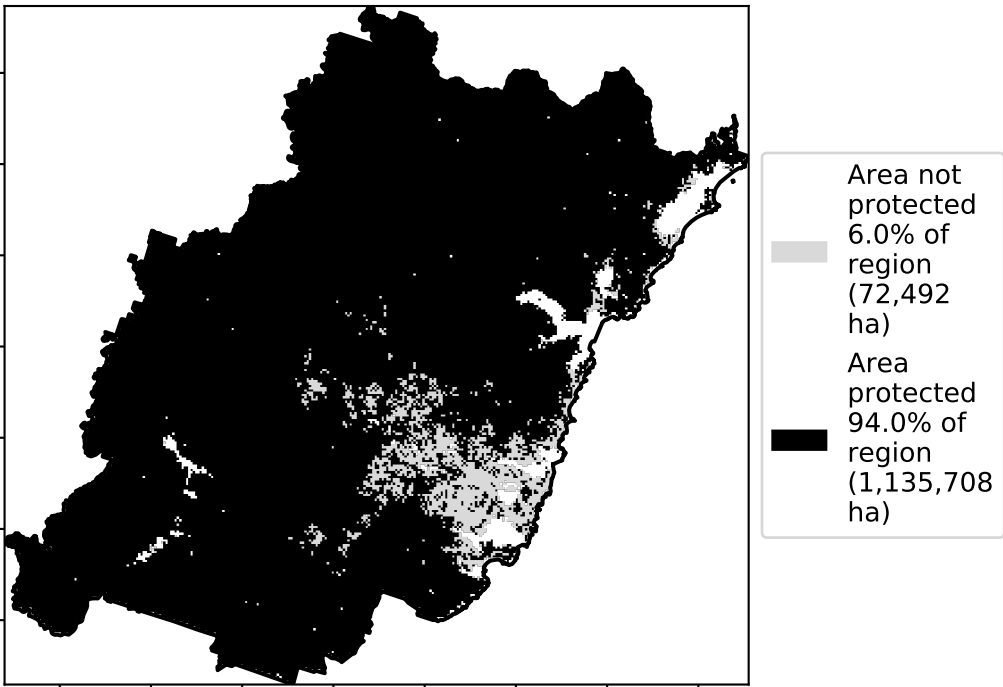 Area not
protected
6.0% of
region
(72,492
ha)
Area
protected
94.0% of
region
(1,135,708
ha)